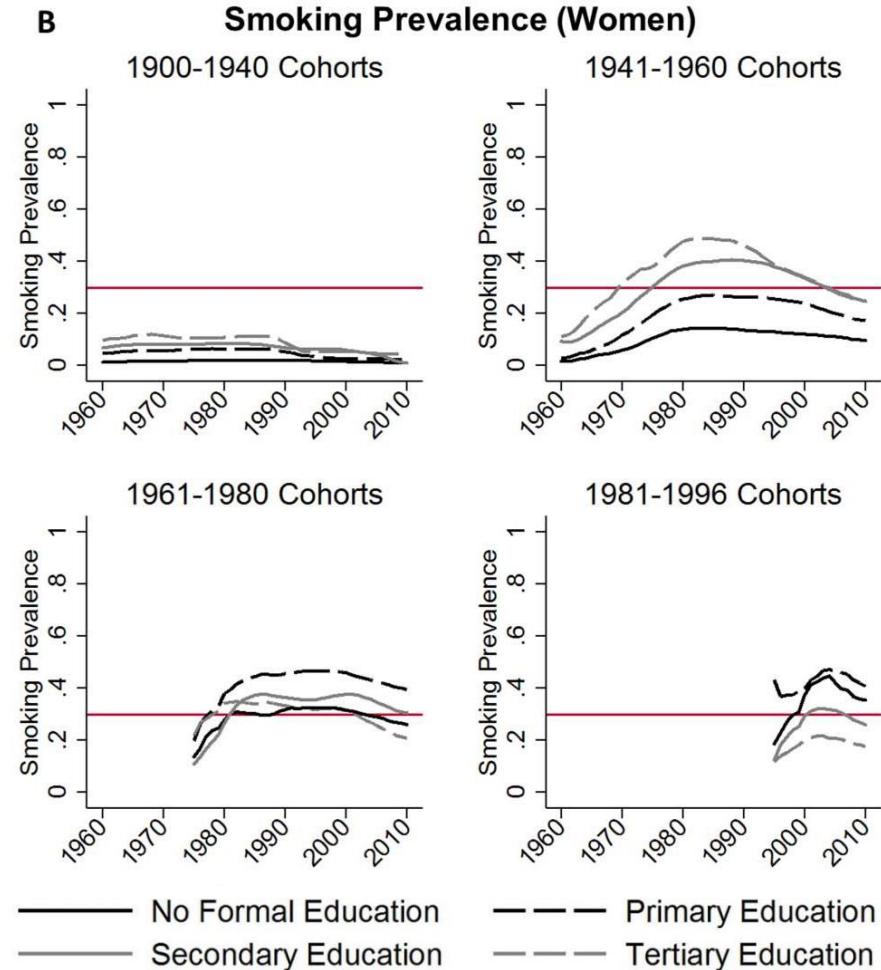 B Smoking Prevalence (Women)
1900-1940 Cohorts
Smoking Prevalence
1
.8
.6
.4
.2
0
1960 1970 1980 1990 2000 2010
1941-1960 Cohorts
Smoking Prevalence
1
.8
.6
.4
.2
0
1960 1970 1980 1990 2000 2010
1961-1980 Cohorts
Smoking Prevalence
1
.8
.6
.4
.2
0
1960 1970 1980 1990 2000 2010
1981-1996 Cohorts
Smoking Prevalence
1
.8
.6
.4
.2
0
1960 1970 1980 1990 2000 2010
No Formal Education Primary Education
Secondary Education Tertiary Education